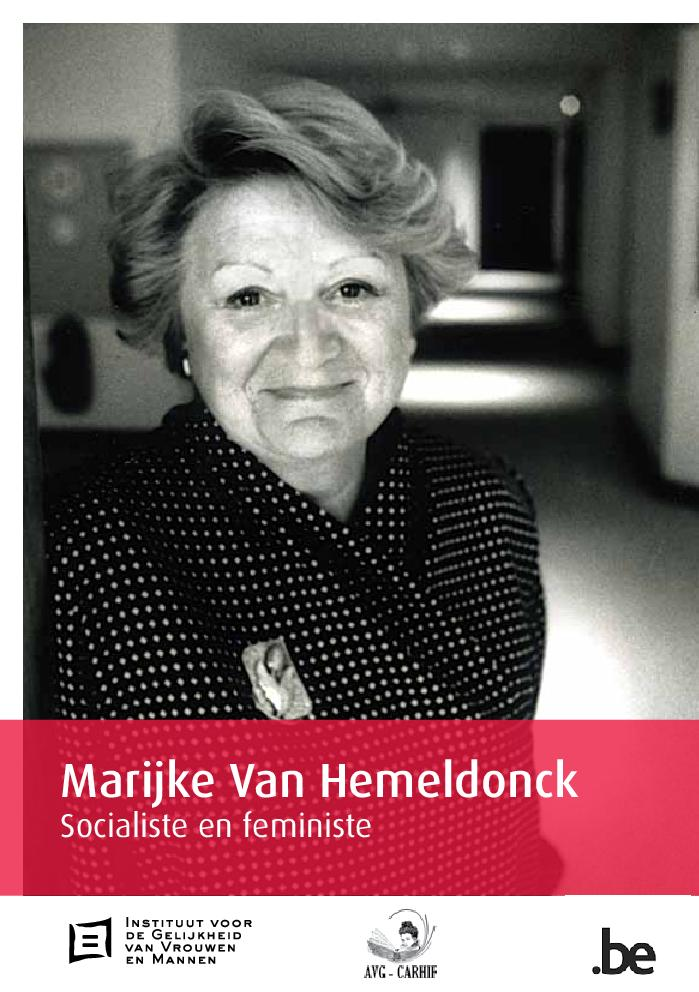 Marijke Van Hemeldonck
Socialiste en feministe
INSTITUUT VOOR
DE GELIJKHEID
VAN VROUWEN
EN MANNEN
AVG - CARHIF
.be